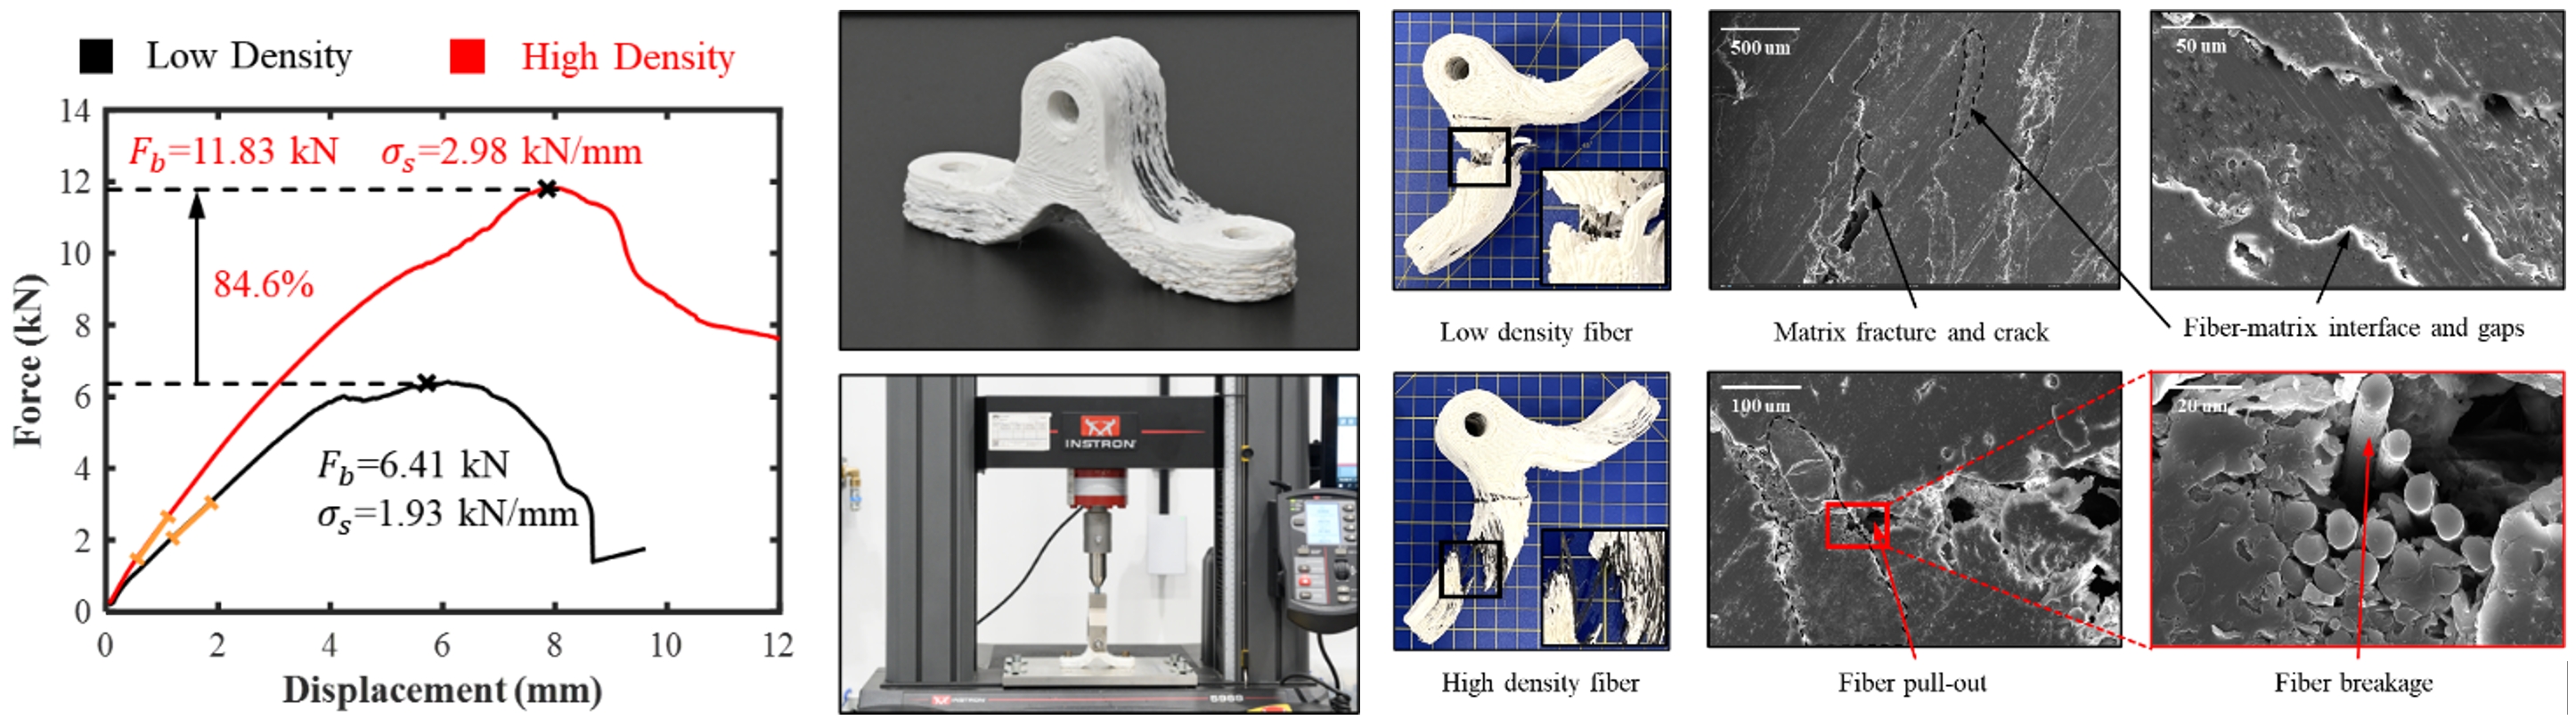 Low Density
High Density
14
12
10
8
6
4
2
0
0 2 4 6 8 10 12
Force (kN)
Displacement (mm)
F_b=11.83 kN σ_s=2.98 kN/mm
84.6%
F_b=6.41 kN
σ_s=1.93 kN/mm
INSTRON
INSTRON
5969
Low density fiber
High density fiber
500 um
50 um
Matrix fracture and crack
Fiber-matrix interface and gaps
100 um
20 um
Fiber pull-out
Fiber breakage